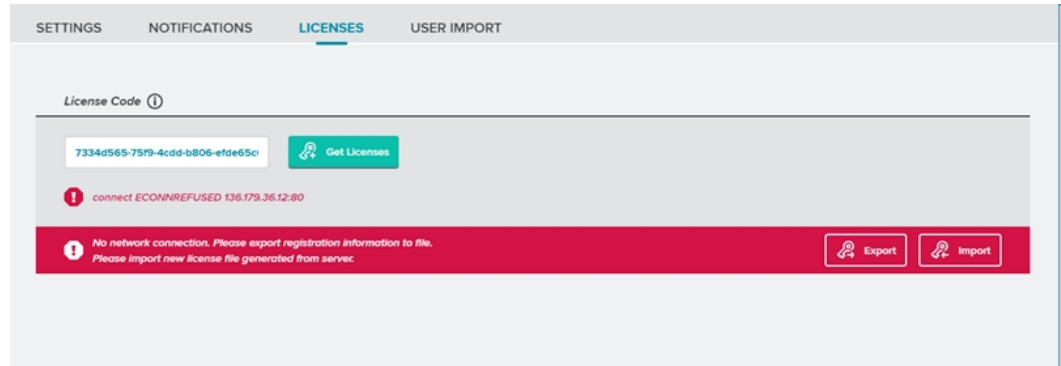 SETTINGS NOTIFICATIONS LICENSES USER IMPORT
License Code
7334d565-75f9-4cdd-b806-efde65c Get Licenses
connect ECONNREFUSED 136.179.36.12:80
No network connection. Please export registration information to file.
Please import new license file generated from server.
Export Import